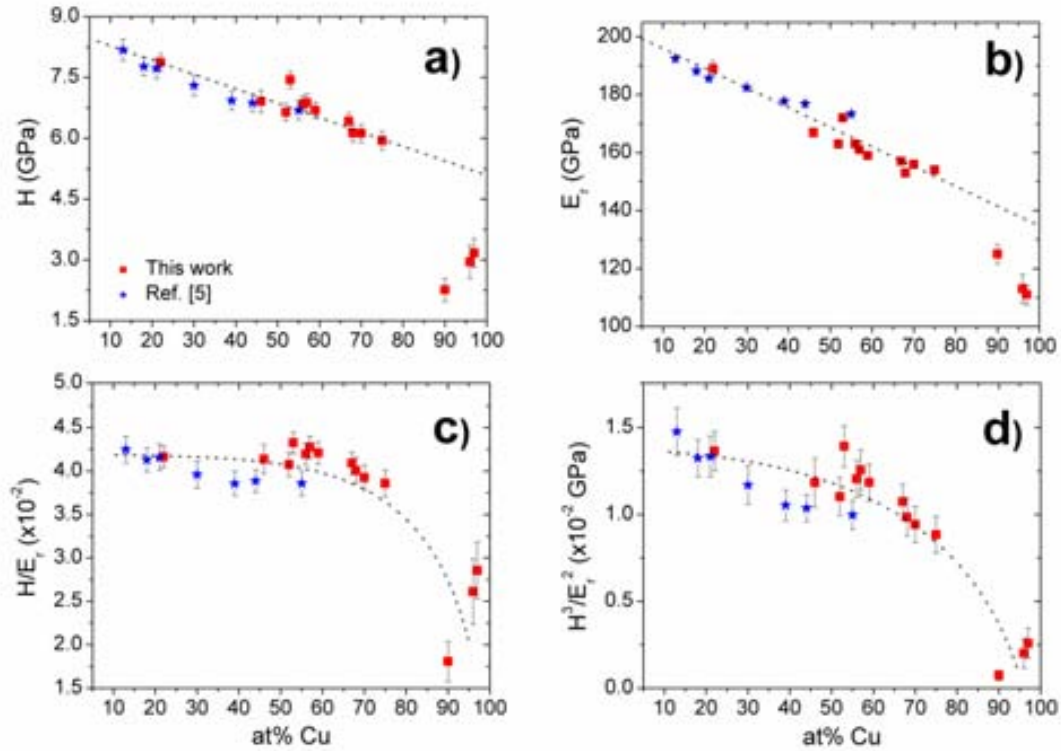 9.0
7.5
6.0
4.5
3.0
1.5
H (GPa)
a)
This work
Ref. [5]
10 20 30 40 50 60 70 80 90 100
200
180
160
140
120
100
Er (GPa)
b)
10 20 30 40 50 60 70 80 90 100
5.0
4.5
4.0
3.5
3.0
2.5
2.0
1.5
H/Er (x10-2)
c)
10 20 30 40 50 60 70 80 90 100
at% Cu
1.5
1.0
0.5
0.0
H3/Er2 (x10-2 GPa)
d)
10 20 30 40 50 60 70 80 90 100
at% Cu